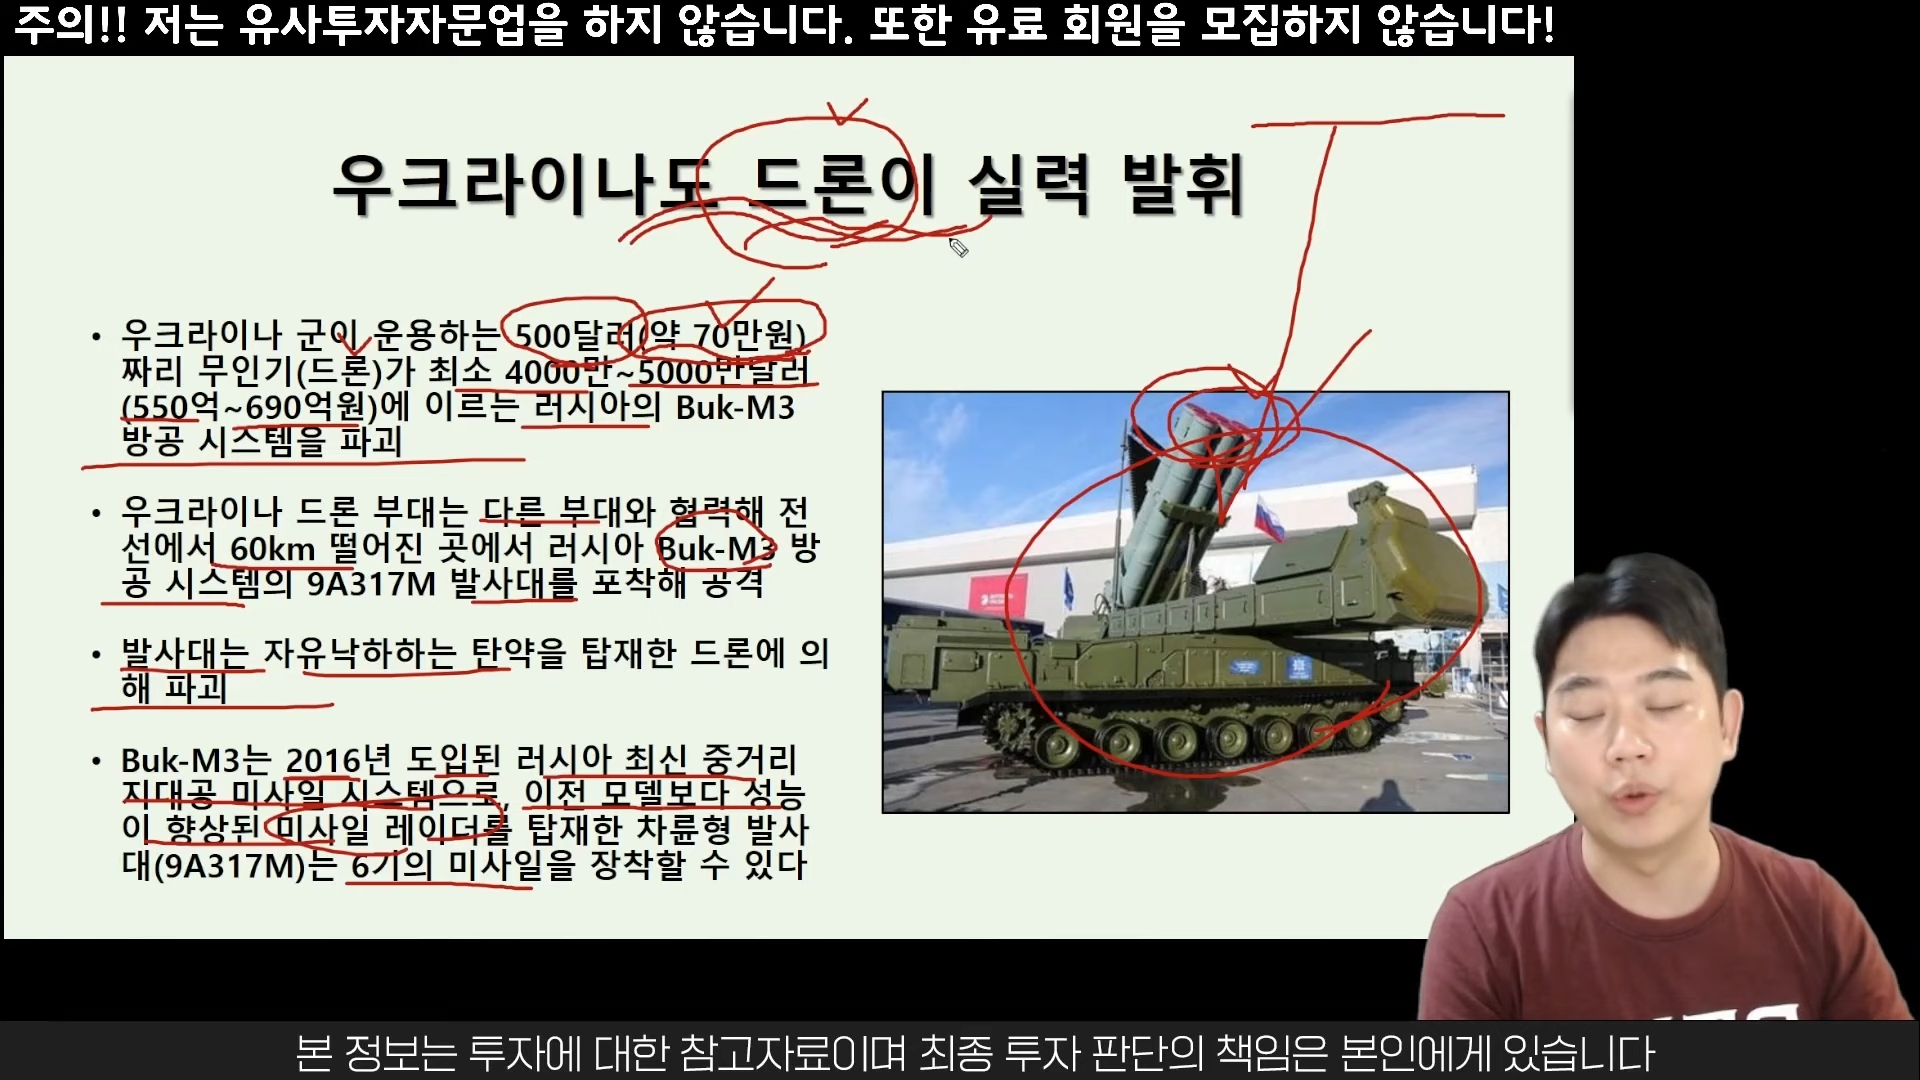 주의!! 저는 유사투자자문업을 하지 않습니다. 또한 유료 회원을 모집하지 않습니다!
우크라이나도 드론이 실력 발휘
• 우크라이나 군이 운용하는 500달러(약 70만원)
짜리 무인기(드론)가 최소 4000만~5000만달러
(550억~690억원)에 이르는 러시아의 Buk-M3
방공 시스템을 파괴
• 우크라이나 드론 부대는 다른 부대와 협력해 전
선에서 60km 떨어진 곳에서 러시아 Buk-M3 방
공 시스템의 9A317M 발사대를 포착해 공격
• 발사대는 자유낙하하는 탄약을 탑재한 드론에 의
해 파괴
• Buk-M3는 2016년 도입된 러시아 최신 중거리
지대공 미사일 시스템으로, 이전 모델보다 성능
이 향상된 미사일 레이더를 탑재한 차륜형 발사
대(9A317M)는 6기의 미사일을 장착할 수 있다
본 정보는 투자에 대한 참고자료이며 최종 투자 판단의 책임은 본인에게 있습니다